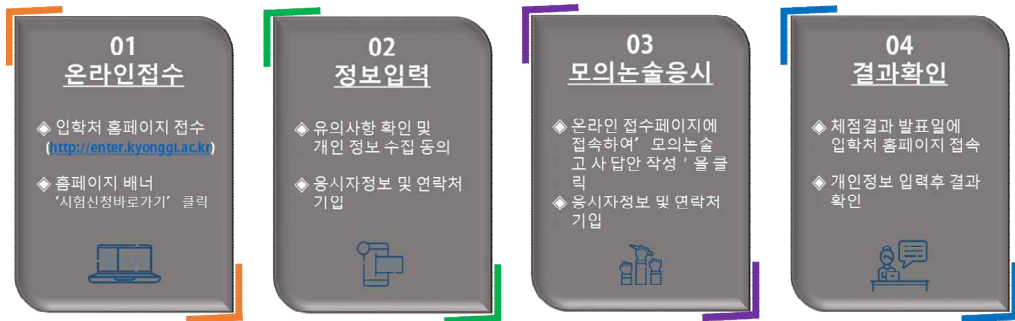 01
온라인접수
◈ 입학처 홈페이지 접수
(http://enter.kyonggi.ac.kr)
◈ 홈페이지 배너
‘시험신청바로가기’ 클릭
02
정보입력
◈ 유의사항 확인 및
개인 정보 수집 동의
◈ 응시자정보 및 연락처
기입
03
모의논술응시
◈ 온라인 접수페이지에
접속하여’ 모의논술
고 사 답안 작성 ' 을 클
릭
◈ 응시자정보 및 연락처
기입
04
결과확인
◈ 체점결과 발표일에
입학처 홈페이지 접속
◈ 개인정보 입력후 결과
확인